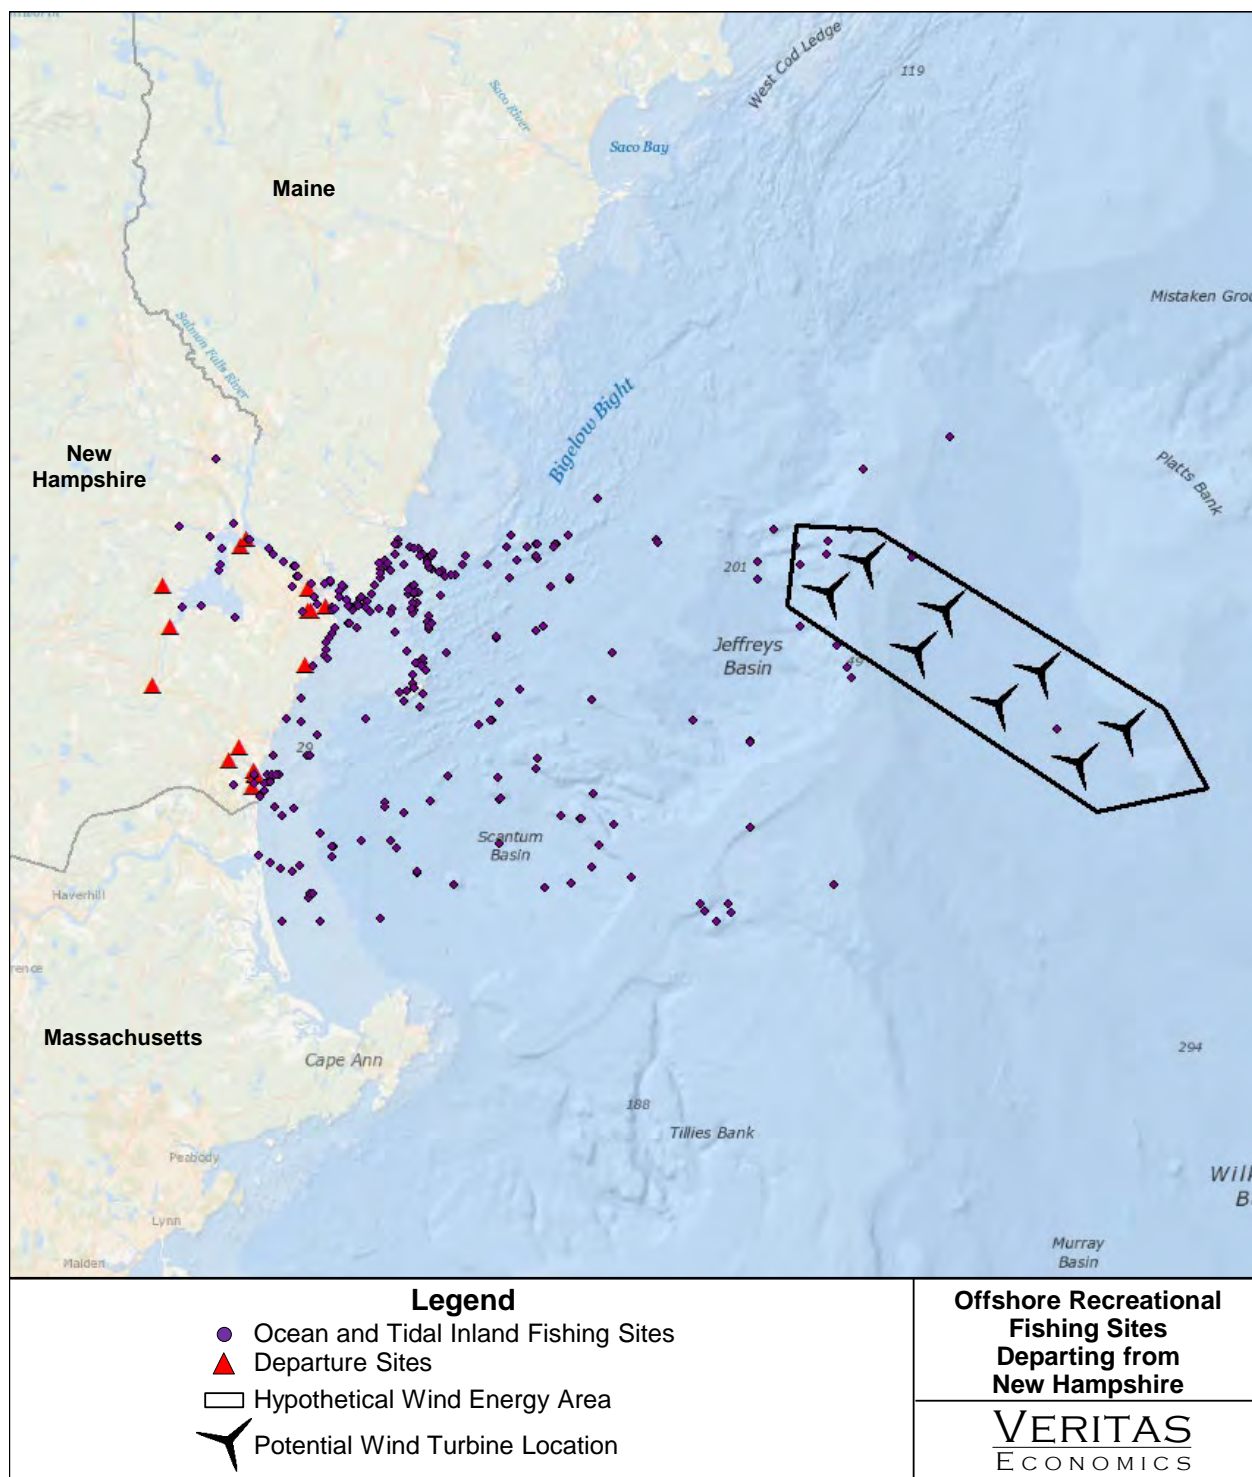 West Cod Ledge
119
Saco River
Saco Bay
Maine
Mistaken Grou
Salmon Falls River
Bigelow Bight
New
Hampshire
Platts Bank
201
Jeffreys
Basin
49
29
Scantum
Basin
Haverhill
rence
Massachusetts
Cape Ann
294
188
Tillies Bank
Peabody
Wilk
B
Lynn
Malden
Murray
Basin
Legend
Ocean and Tidal Inland Fishing Sites
Departure Sites
Hypothetical Wind Energy Area
Potential Wind Turbine Location
Offshore Recreational
Fishing Sites
Departing from
New Hampshire
VERITAS
ECONOMICS